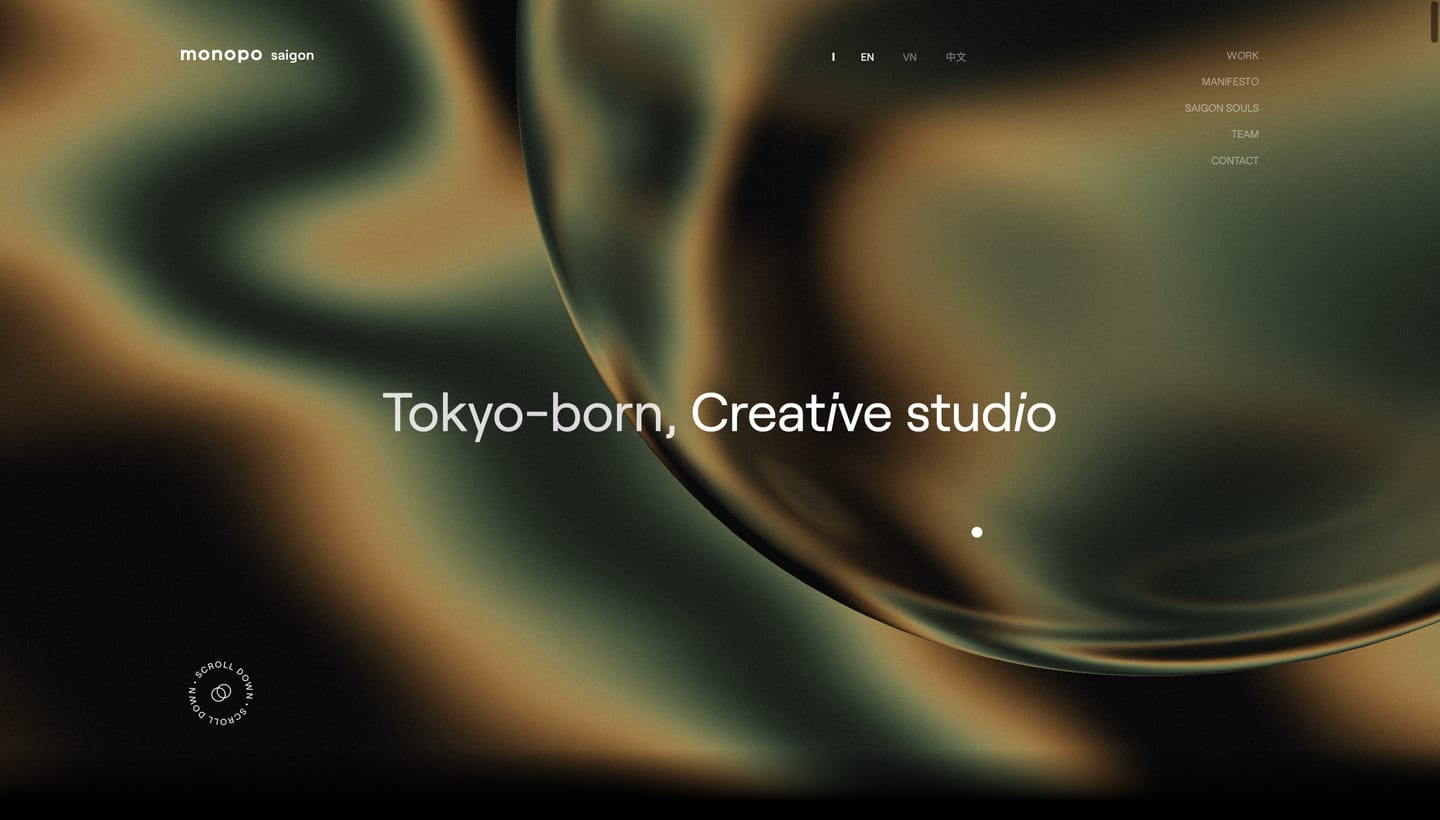 monopo saigon
EN VN 中文
WORK
MANIFESTO
SAIGON SOULS
TEAM
CONTACT
Tokyo-born, Creative studio
SCROLL DOWN • SCROLL DOWN •